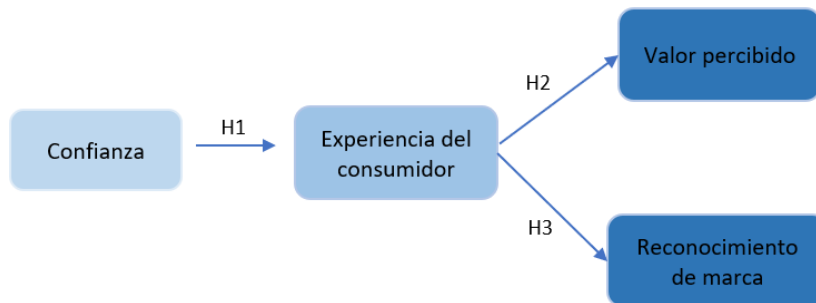 Confianza
H1
Experiencia del
consumidor
H2
Valor percibido
H3
Reconocimiento
de marca